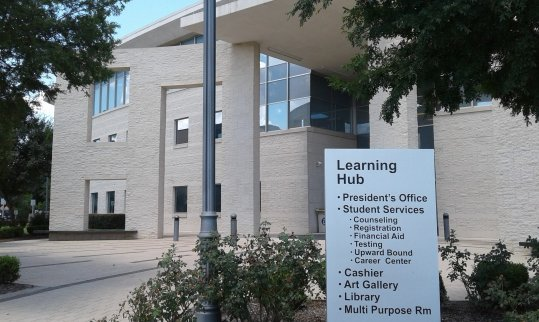 Learning
Hub
• President's Office
• Student Services
• Counseling
• Registration
• Financial Aid
• Testing
• Upward Bound
• Career Center
• Cashier
• Art Gallery
• Library
• Multi Purpose Rm
6